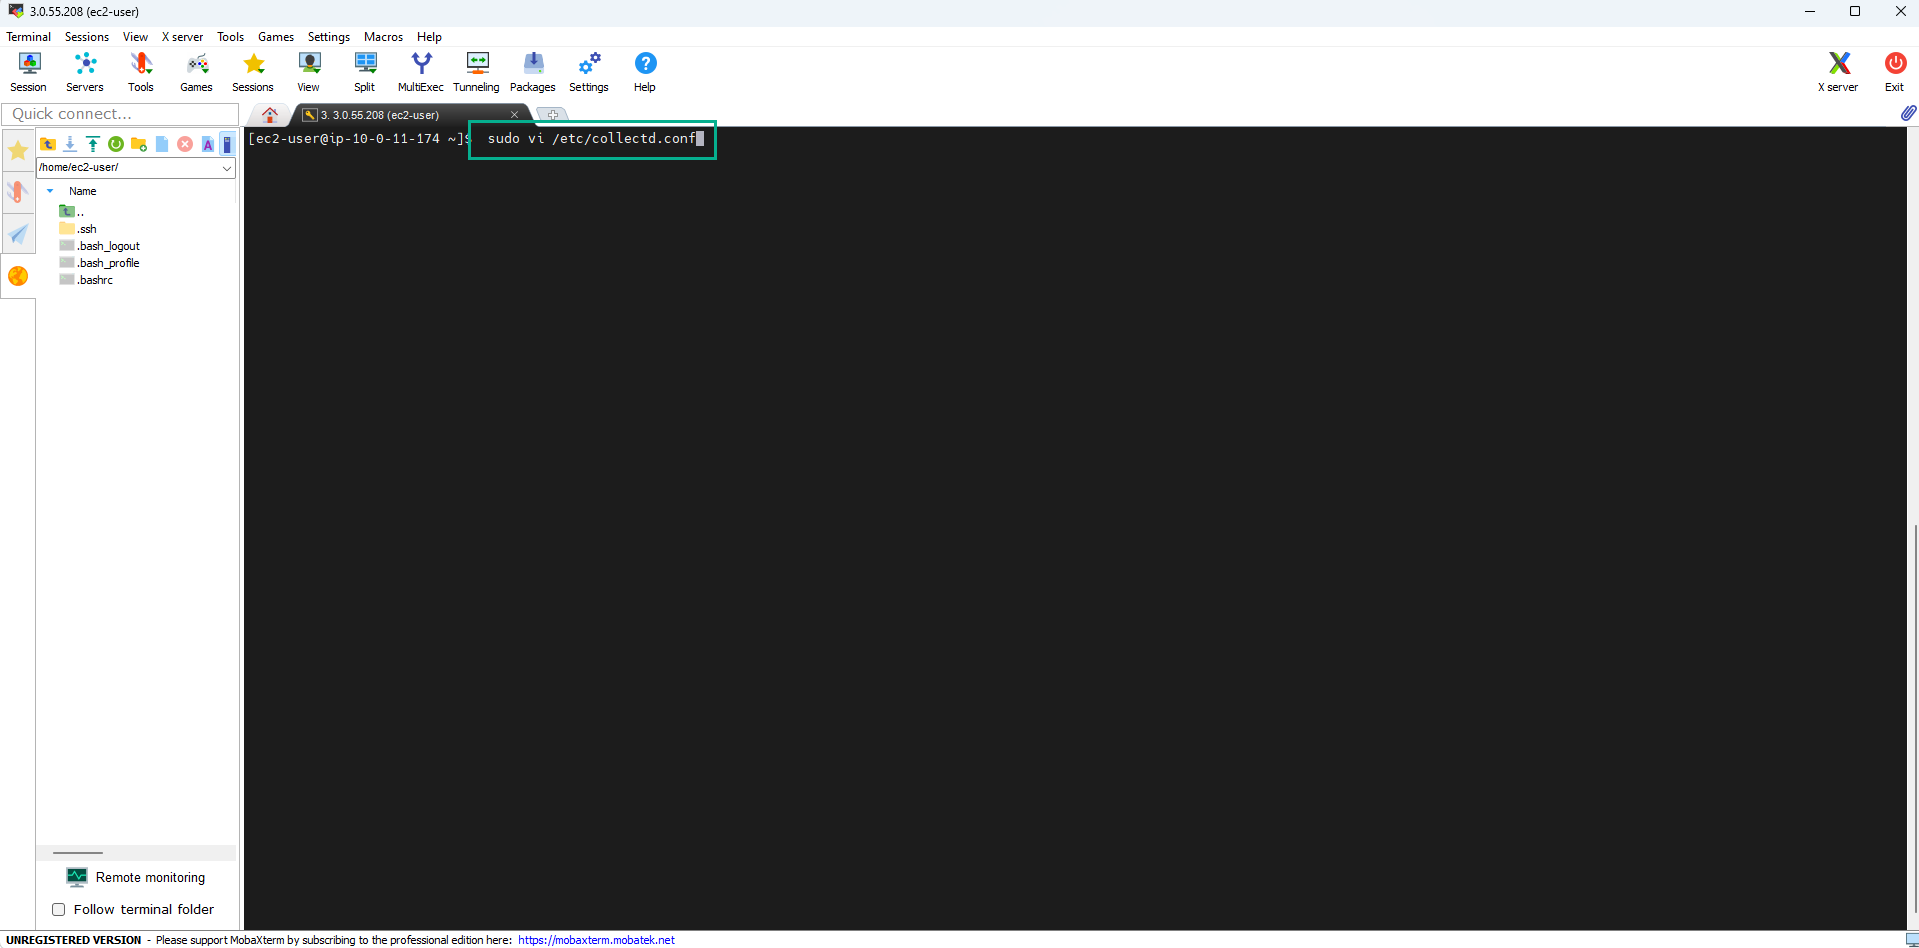 3.0.55.208 (ec2-user)
Terminal Sessions View X server Tools Games Settings Macros Help
Session Servers Tools Games Sessions View Split MultiExec Tunneling Packages Settings Help X server Exit
Quick connect...
3. 3.0.55.208 (ec2-user)
[ec2-user@ip-10-0-11-174 ~]$ sudo vi /etc/collectd.conf
/home/ec2-user/
Name
..
.ssh
.bash_logout
.bash_profile
.bashrc
Remote monitoring
Follow terminal folder
UNREGISTERED VERSION - Please support MobaXterm by subscribing to the professional edition here: https://mobaxterm.mobatek.net